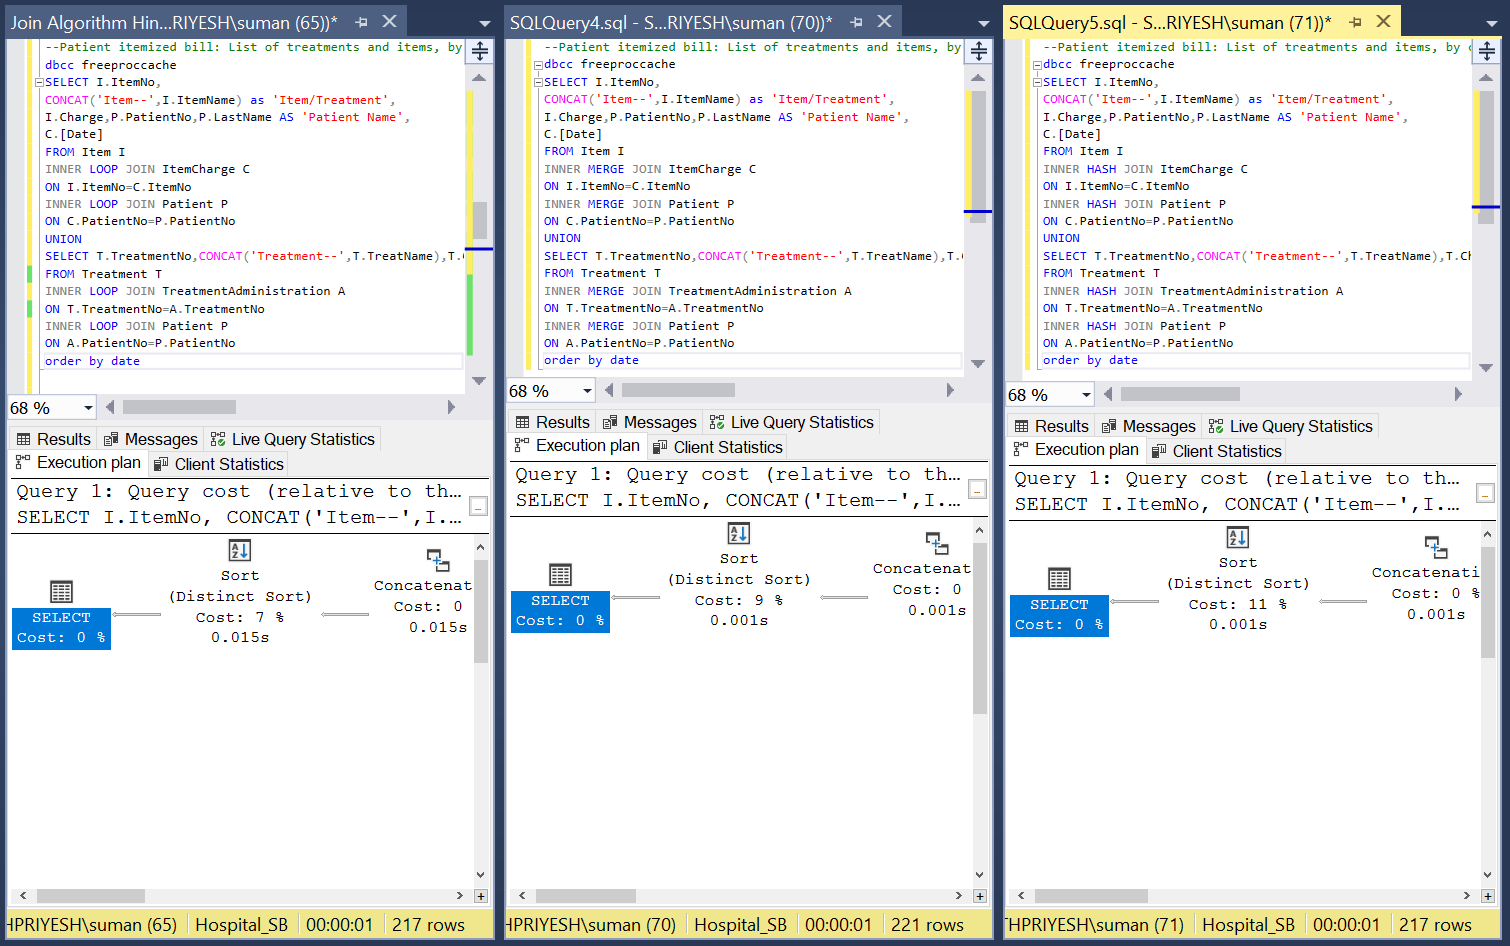 Join Algorithm Hin...RIYESH\suman (65))*
--Patient itemized bill: List of treatments and items, by
dbcc freeproccache
SELECT I.ItemNo,
CONCAT('Item--',I.ItemName) as 'Item/Treatment',
I.Charge,P.PatientNo,P.LastName AS 'Patient Name',
C.[Date]
FROM Item I
INNER LOOP JOIN ItemCharge C
ON I.ItemNo=C.ItemNo
INNER LOOP JOIN Patient P
ON C.PatientNo=P.PatientNo
UNION
SELECT T.TreatmentNo,CONCAT('Treatment--',T.TreatName),T.
FROM Treatment T
INNER LOOP JOIN TreatmentAdministration A
ON T.TreatmentNo=A.TreatmentNo
INNER LOOP JOIN Patient P
ON A.PatientNo=P.PatientNo
order by date
68 %
Results Messages Live Query Statistics
Execution plan Client Statistics
Query 1: Query cost (relative to th...
SELECT I.ItemNo, CONCAT('Item--',I....
SELECT
Cost: 0 %
Sort
(Distinct Sort)
Cost: 7 %
0.015s
Concatenat
Cost: 0
0.015s
HPRIYESH\suman (65) Hospital_SB 00:00:01 217 rows
SQLQuery4.sql - S...RIYESH\suman (70))*
--Patient itemized bill: List of treatments and items, by
dbcc freeproccache
SELECT I.ItemNo,
CONCAT('Item--',I.ItemName) as 'Item/Treatment',
I.Charge,P.PatientNo,P.LastName AS 'Patient Name',
C.[Date]
FROM Item I
INNER MERGE JOIN ItemCharge C
ON I.ItemNo=C.ItemNo
INNER MERGE JOIN Patient P
ON C.PatientNo=P.PatientNo
UNION
SELECT T.TreatmentNo,CONCAT('Treatment--',T.TreatName),T.
FROM Treatment T
INNER MERGE JOIN TreatmentAdministration A
ON T.TreatmentNo=A.TreatmentNo
INNER MERGE JOIN Patient P
ON A.PatientNo=P.PatientNo
order by date
68 %
Results Messages Live Query Statistics
Execution plan Client Statistics
Query 1: Query cost (relative to th...
SELECT I.ItemNo, CONCAT('Item--',I....
SELECT
Cost: 0 %
Sort
(Distinct Sort)
Cost: 9 %
0.001s
Concatenat
Cost: 0
0.001s
HPRIYESH\suman (70) Hospital_SB 00:00:01 221 rows
SQLQuery5.sql - S...RIYESH\suman (71))*
--Patient itemized bill: List of treatments and items, by
dbcc freeproccache
SELECT I.ItemNo,
CONCAT('Item--',I.ItemName) as 'Item/Treatment',
I.Charge,P.PatientNo,P.LastName AS 'Patient Name',
C.[Date]
FROM Item I
INNER HASH JOIN ItemCharge C
ON I.ItemNo=C.ItemNo
INNER HASH JOIN Patient P
ON C.PatientNo=P.PatientNo
UNION
SELECT T.TreatmentNo,CONCAT('Treatment--',T.TreatName),T.Ch
FROM Treatment T
INNER HASH JOIN TreatmentAdministration A
ON T.TreatmentNo=A.TreatmentNo
INNER HASH JOIN Patient P
ON A.PatientNo=P.PatientNo
order by date
68 %
Results Messages Live Query Statistics
Execution plan Client Statistics
Query 1: Query cost (relative to th...
SELECT I.ItemNo, CONCAT('Item--',I....
SELECT
Cost: 0 %
Sort
(Distinct Sort)
Cost: 11 %
0.001s
Concatenati
Cost: 0 %
0.001s
HPRIYESH\suman (71) Hospital_SB 00:00:01 217 rows